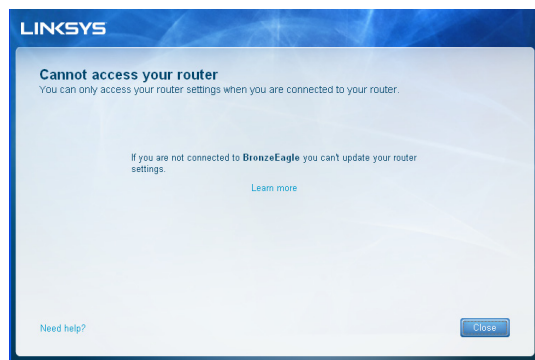 LINKSYS
Cannot access your router
You can only access your router settings when you are connected to your router.
If you are not connected to BronzeEagle you can't update your router
settings.
Learn more
Need help?
Close